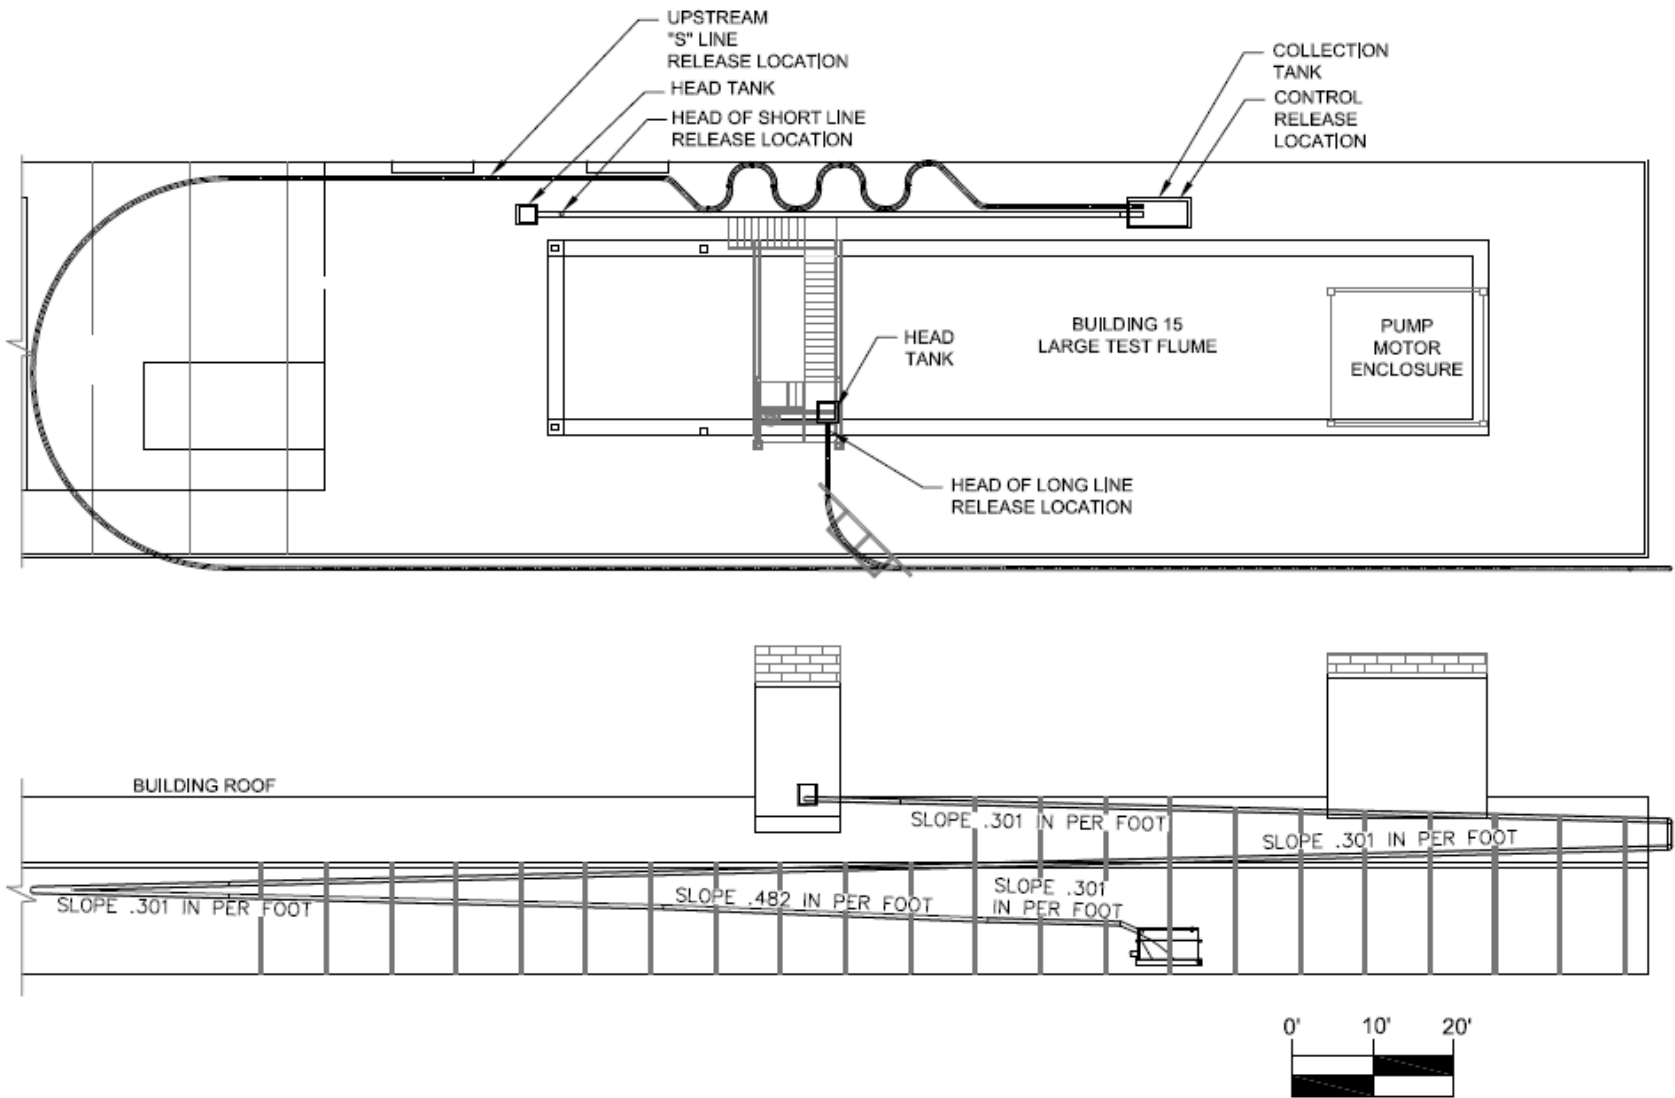 UPSTREAM
"S" LINE
RELEASE LOCATION
HEAD TANK
HEAD OF SHORT LINE
RELEASE LOCATION
COLLECTION
TANK
CONTROL
RELEASE
LOCATION
HEAD
TANK
BUILDING 15
LARGE TEST FLUME
PUMP
MOTOR
ENCLOSURE
HEAD OF LONG LINE
RELEASE LOCATION
BUILDING ROOF
SLOPE .301 IN PER FOOT
SLOPE .301 IN PER FOOT
SLOPE .301 IN PER FOOT
SLOPE .482 IN PER FOOT
SLOPE .301
IN PER FOOT
0' 10' 20'